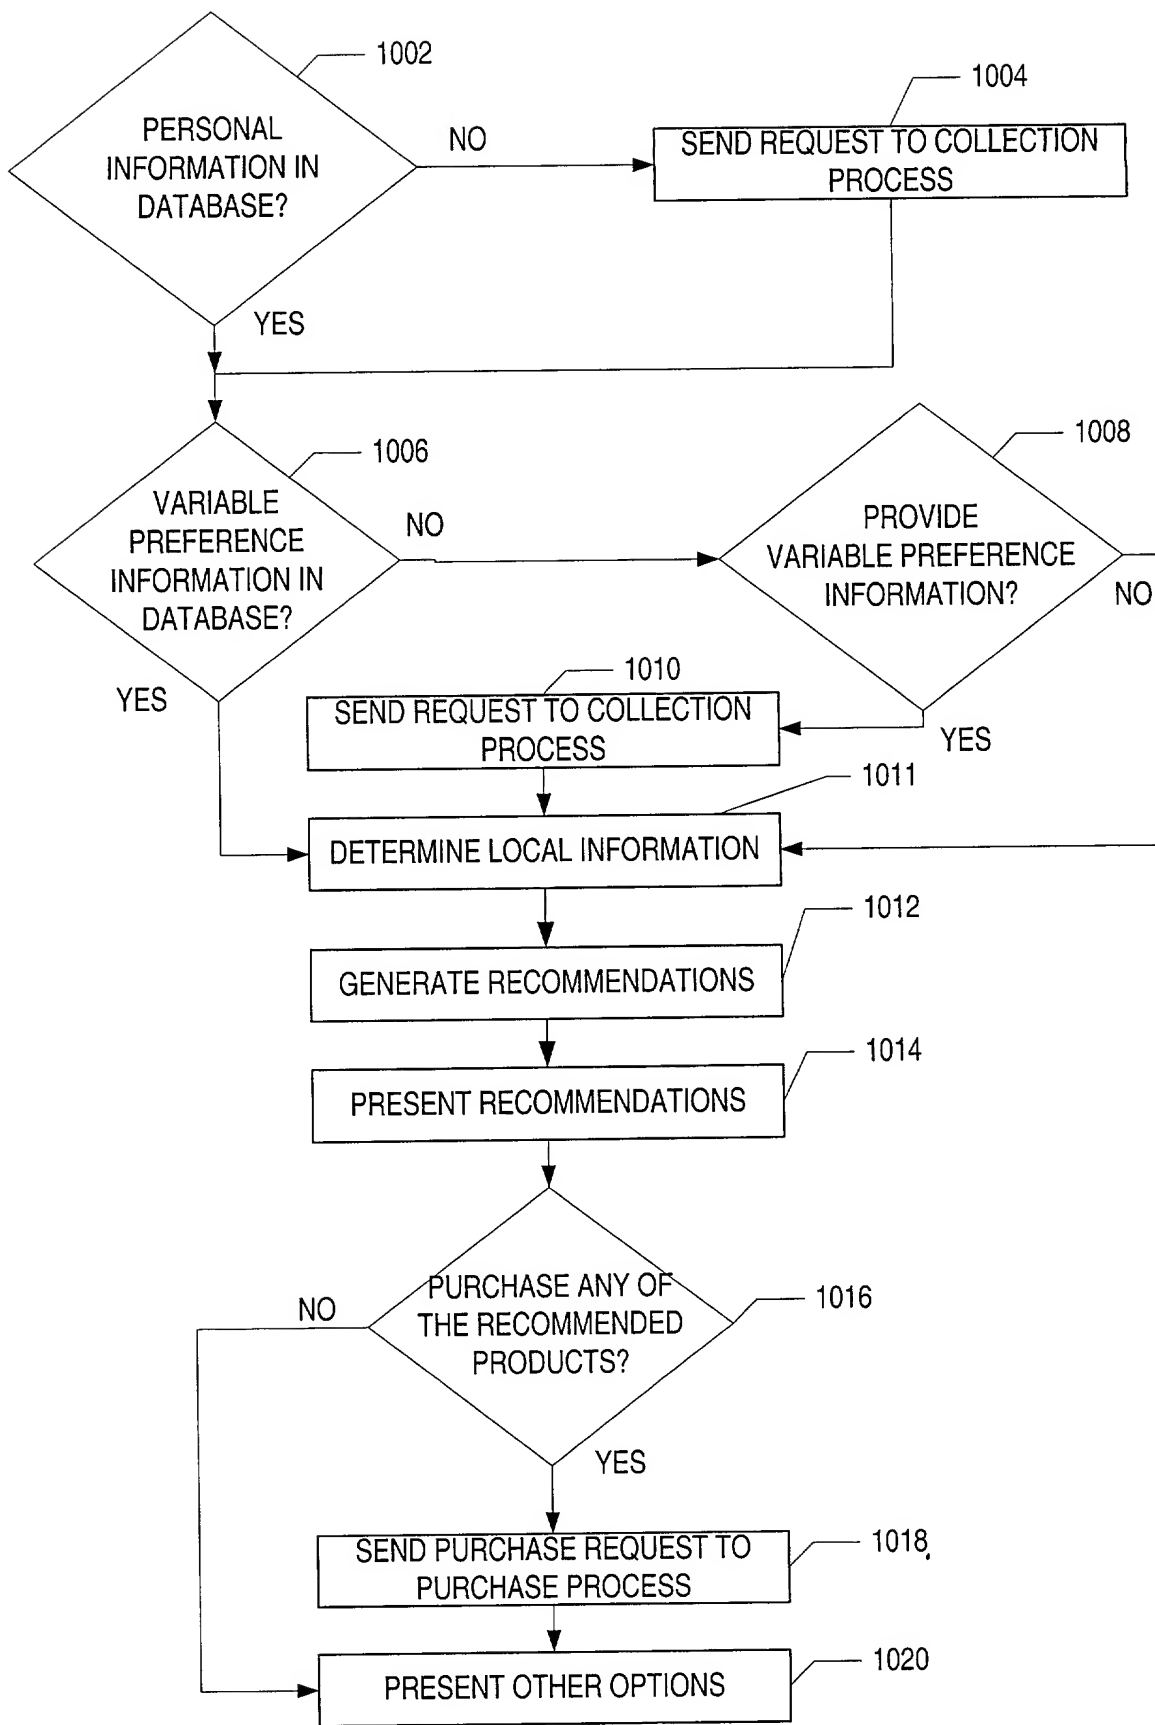 1002
PERSONAL
INFORMATION IN
DATABASE?
NO
1004
SEND REQUEST TO COLLECTION
PROCESS
YES
1006
VARIABLE
PREFERENCE
INFORMATION IN
DATABASE?
NO
1008
PROVIDE
VARIABLE PREFERENCE
INFORMATION?
NO
YES
1010
SEND REQUEST TO COLLECTION
PROCESS
YES
1011
DETERMINE LOCAL INFORMATION
1012
GENERATE RECOMMENDATIONS
1014
PRESENT RECOMMENDATIONS
PURCHASE ANY OF
THE RECOMMENDED
PRODUCTS?
1016
NO
YES
1018
SEND PURCHASE REQUEST TO
PURCHASE PROCESS
1020
PRESENT OTHER OPTIONS